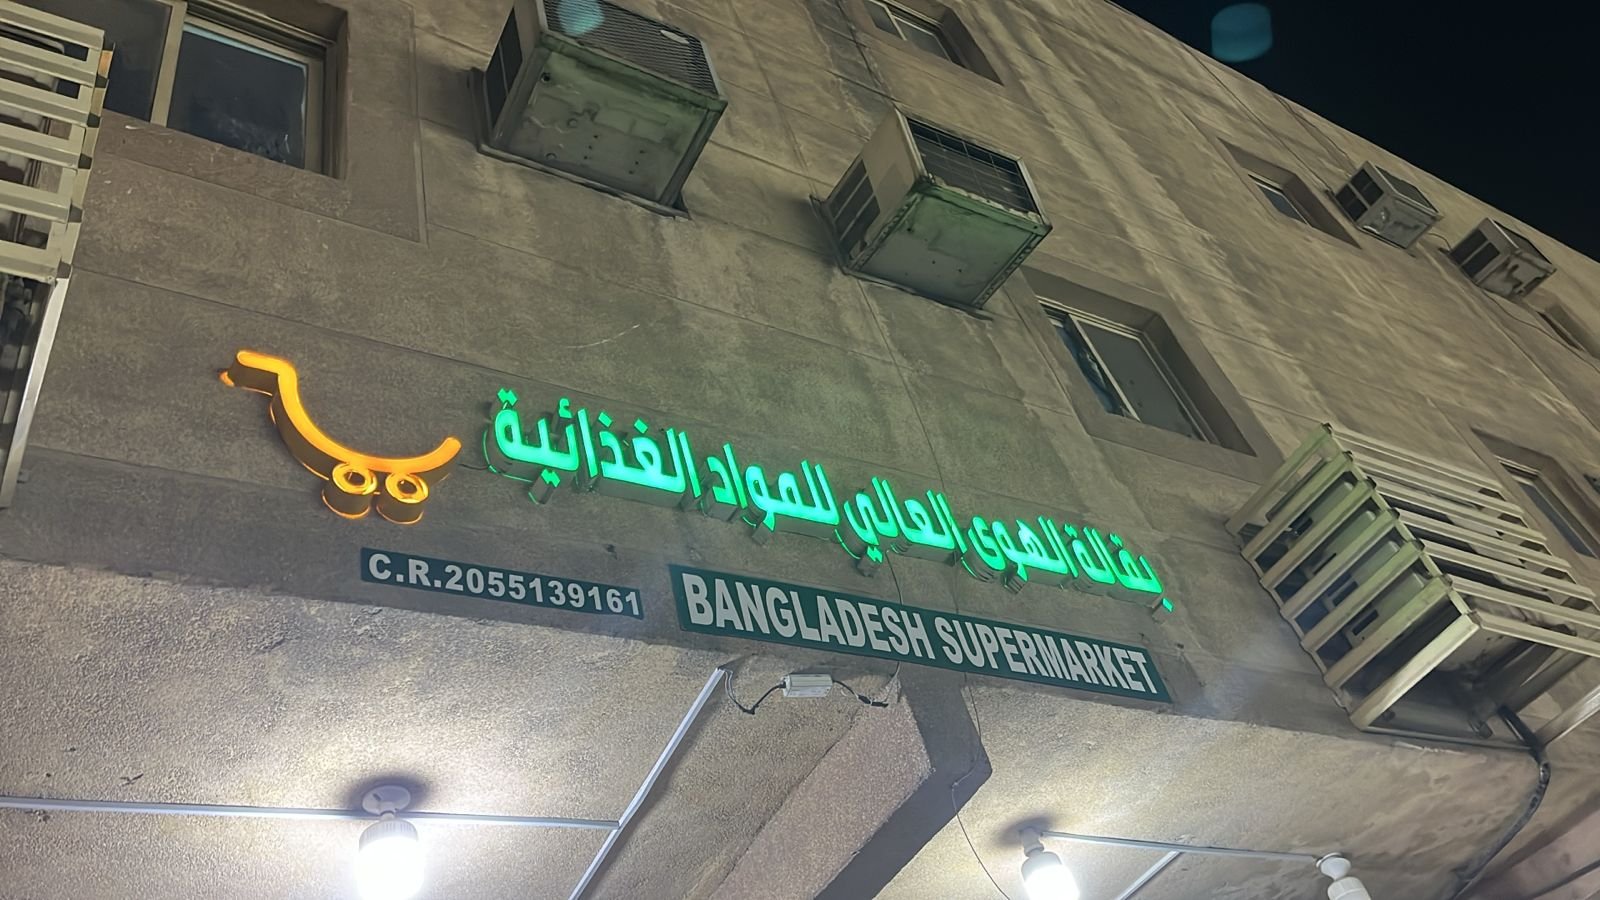 بقالة الهوى العالي للمواد الغذائية
C.R.2055139161
BANGLADESH SUPERMARKET